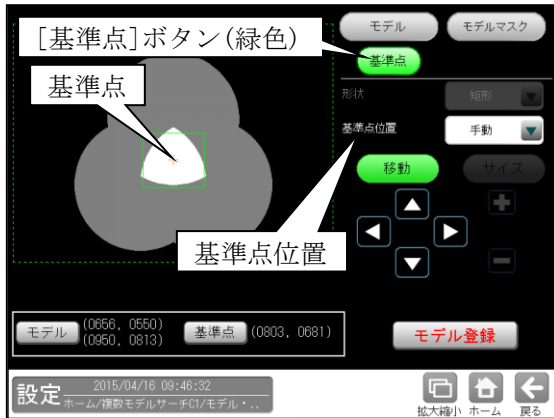 モデル
モデルマスク
[基準点]ボタン(緑色)
基準点
基準点
形状
矩形
基準点位置
手動
移動
サイズ
基準点位置
モデル
(0656, 0550)
(0950, 0813)
基準点
(0803, 0681)
モデル登録
設定
2015/04/16 09:46:32
ホーム/複数モデルサーチC1/モデル・..
拡大縮小
ホーム
戻る